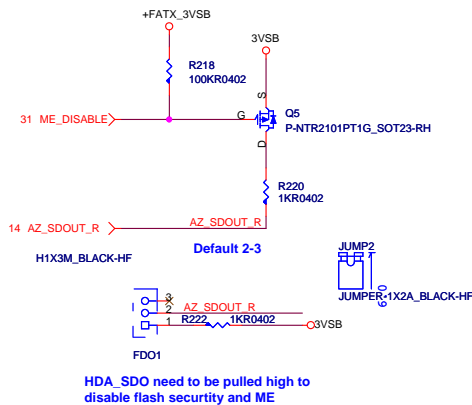 +FATX_3VSB
3VSB
R218
100KR0402
S
Q5
31 ME_DISABLE
G
P-NTR2101PT1G_SOT23-RH
D
R220
1KR0402
14 AZ_SDOUT_R
AZ_SDOUT_R
Default 2-3
H1X3M_BLACK-HF
JUMP2
JUMPER-1X2A_BLACK-HF
3
2
AZ_SDOUT_R
1
R222
1KR0402
3VSB
FDO1
HDA_SDO need to be pulled high to
disable flash securtity and ME